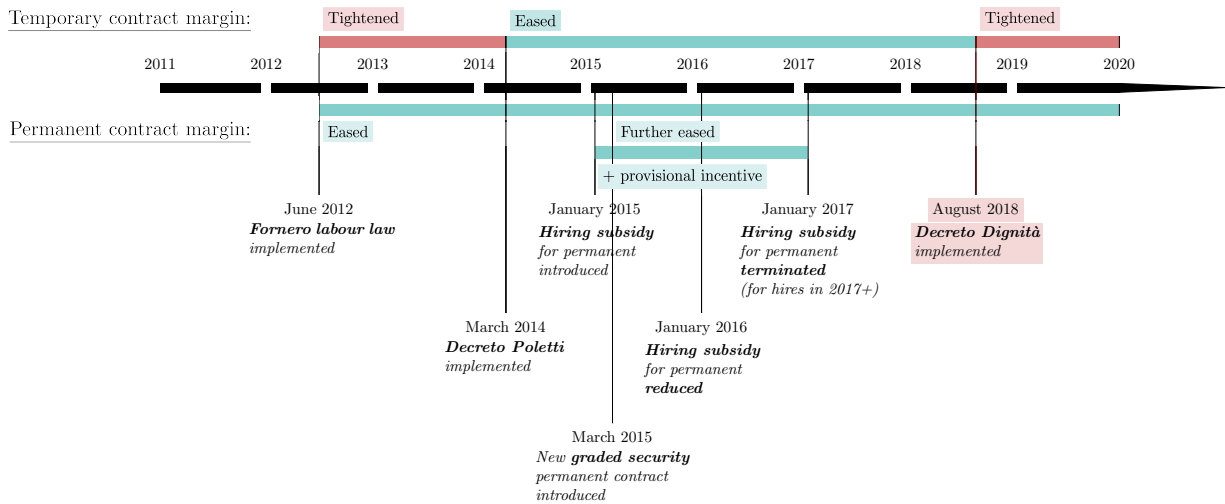 Temporary contract margin:
Tightened
Eased
Tightened
2011
2012
2013
2014
2015
2016
2017
2018
2019
2020
Permanent contract margin:
Eased
Further eased
+ provisional incentive
June 2012
Fornero labour law
implemented
January 2015
Hiring subsidy
for permanent
introduced
January 2017
Hiring subsidy
for permanent
terminated
(for hires in 2017+)
August 2018
Decreto Dignità
implemented
March 2014
Decreto Poletti
implemented
January 2016
Hiring subsidy
for permanent
reduced
March 2015
New graded security
permanent contract
introduced